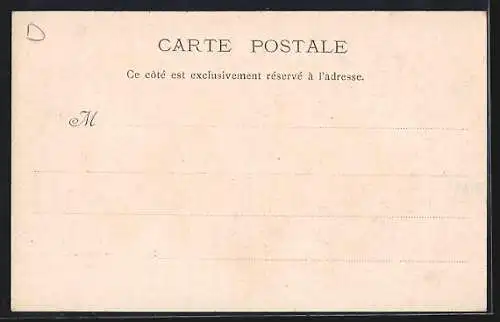 D
CARTE POSTALE
Ce côté est exclusivement réservé à l'adresse.
M